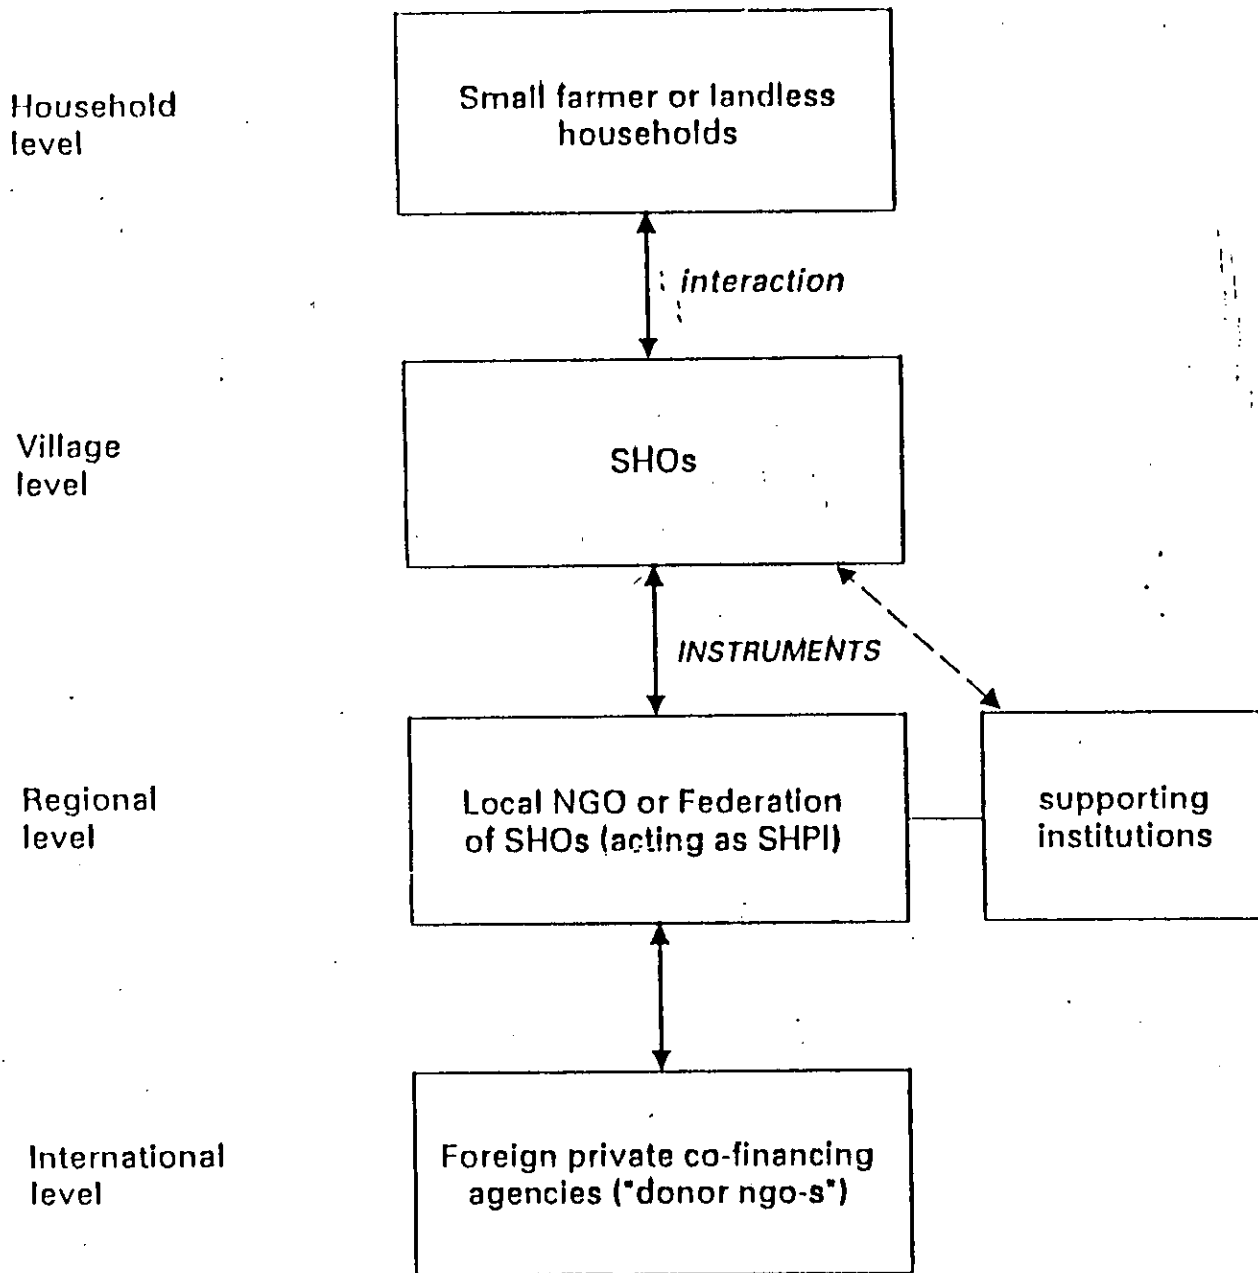 Household
level
Small farmer or landless
households
interaction
Village
level
SHOs
INSTRUMENTS
Regional
level
Local NGO or Federation
of SHOs (acting as SHPI)
supporting
institutions
International
level
Foreign private co-financing
agencies ("donor ngo-s")